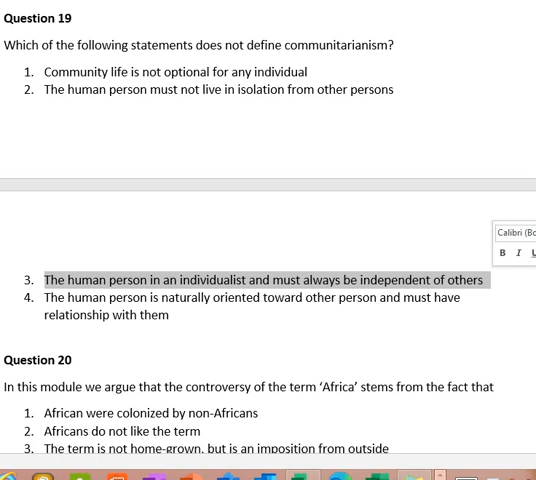 Question 19
Which of the following statements does not define communitarianism?
1. Community life is not optional for any individual
2. The human person must not live in isolation from other persons
Calibri (Bo
B I U
3. The human person in an individualist and must always be independent of others
4. The human person is naturally oriented toward other person and must have
relationship with them
Question 20
In this module we argue that the controversy of the term ‘Africa’ stems from the fact that
1. African were colonized by non-Africans
2. Africans do not like the term
3. The term is not home-grown, but is an imposition from outside